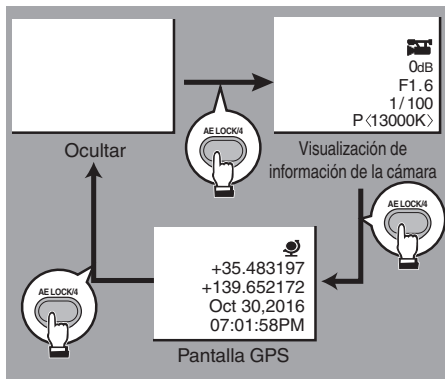 AE LOCK/4
Ocultar
0dB
F1.6
1/100
P〈13000K〉
Visualización de
información de la cámara
AE LOCK/4
+35.483197
+139.652172
Oct 30,2016
07:01:58PM
Pantalla GPS
AE LOCK/4